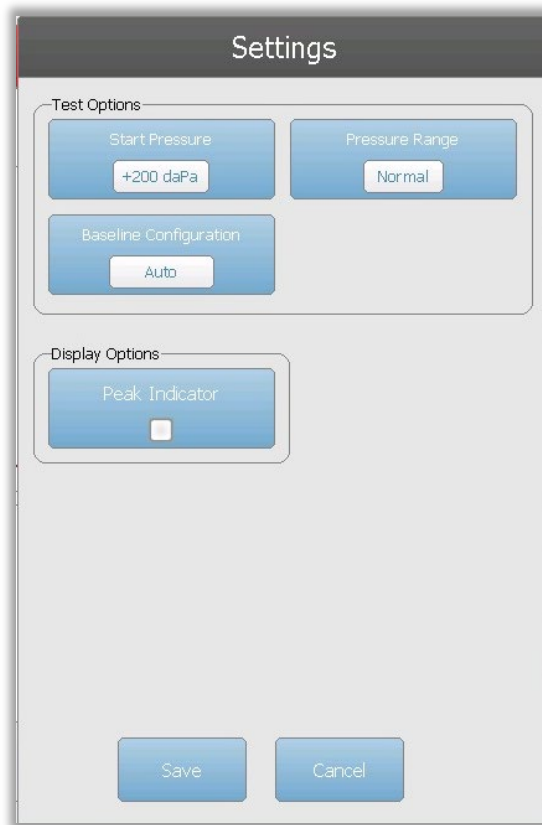 Settings
Test Options
Start Pressure
+200 daPa
Pressure Range
Normal
Baseline Configuration
Auto
Display Options
Peak Indicator
Save
Cancel